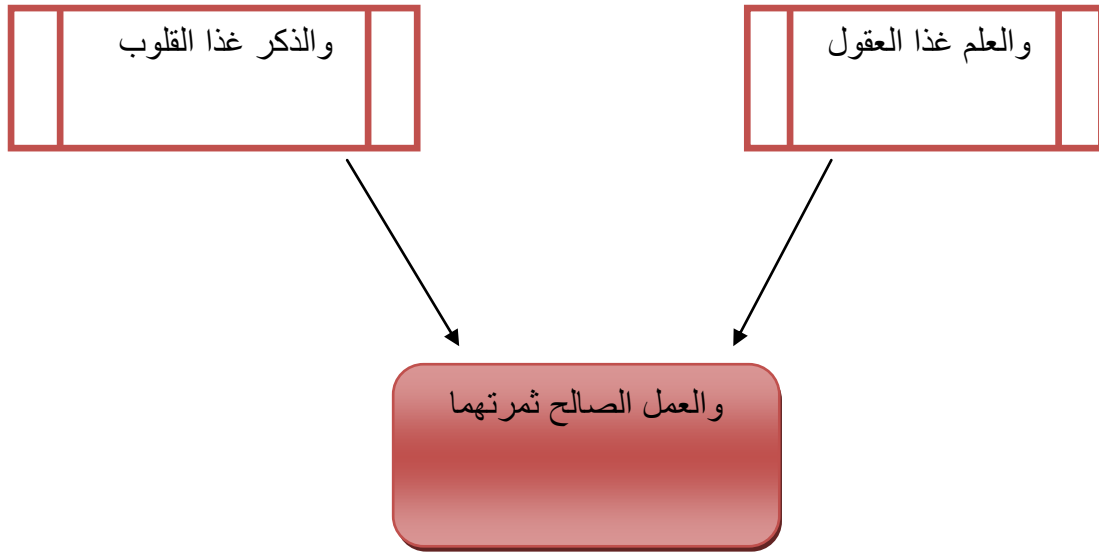 والعلم غذا العقول
والذكر غذا القلوب
والعمل الصالح ثمرتهما